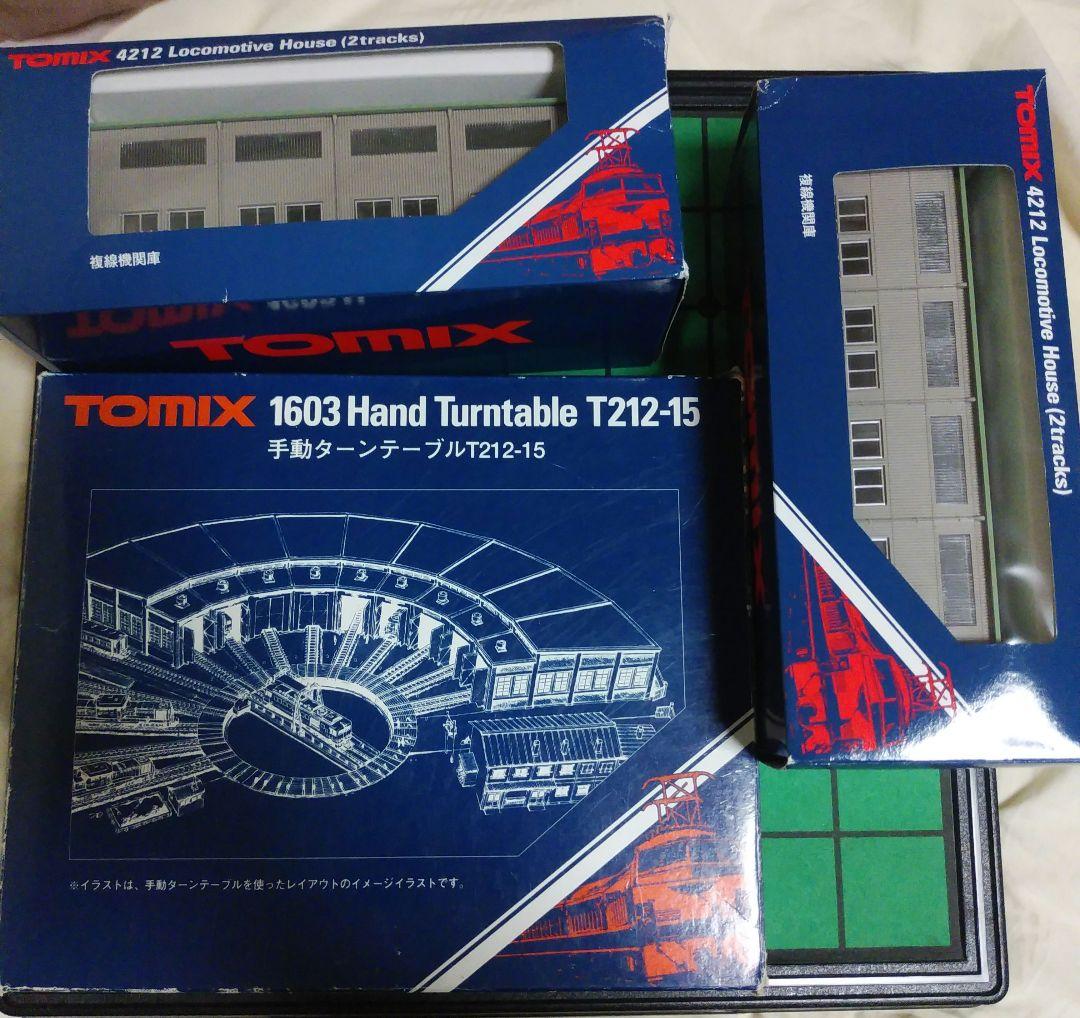 TOMIX 4212 Locomotive House (2tracks)
複線機関庫
TOMIX
TOMIX
TOMIX 1603 Hand Turntable T212-15
手動ターンテーブルT212-15
※イラストは、手動ターンテーブルを使ったレイアウトのイメージイラストです。
TOMIX 4212 Locomotive House (2tracks)
複線機関庫